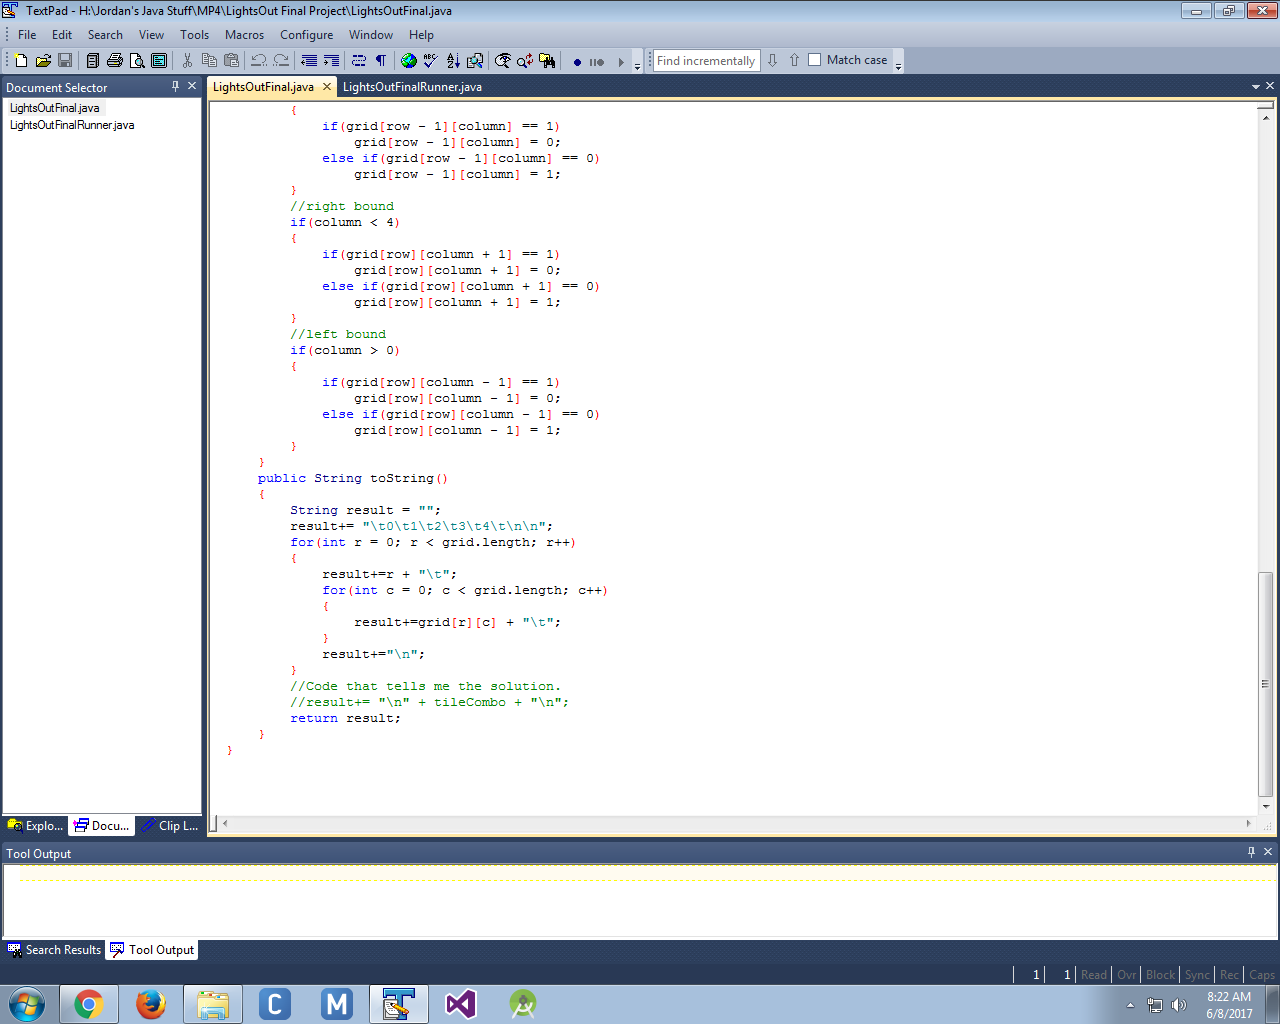 TextPad - H:\Jordan's Java Stuff\MP4\LightsOut Final Project\LightsOutFinal.java
File Edit Search View Tools Macros Configure Window Help
Find incrementally Match case
Document Selector
LightsOutFinal.java
LightsOutFinalRunner.java
LightsOutFinal.java LightsOutFinalRunner.java
{
if(grid[row - 1][column] == 1)
grid[row - 1][column] = 0;
else if(grid[row - 1][column] == 0)
grid[row - 1][column] = 1;
}
//right bound
if(column < 4)
{
if(grid[row][column + 1] == 1)
grid[row][column + 1] = 0;
else if(grid[row][column + 1] == 0)
grid[row][column + 1] = 1;
}
//left bound
if(column > 0)
{
if(grid[row][column - 1] == 1)
grid[row][column - 1] = 0;
else if(grid[row][column - 1] == 0)
grid[row][column - 1] = 1;
}
}
public String toString()
{
String result = "";
result+= "\t0\t1\t2\t3\t4\t\n\n";
for(int r = 0; r < grid.length; r++)
{
result+=r + "\t";
for(int c = 0; c < grid.length; c++)
{
result+=grid[r][c] + "\t";
}
result+="\n";
}
//Code that tells me the solution.
//result+= "\n" + tileCombo + "\n";
return result;
}
}
Explo... Docu... Clip L...
Tool Output
Search Results Tool Output
1 1 Read Ovr Block Sync Rec Caps
C M
8:22 AM
6/8/2017